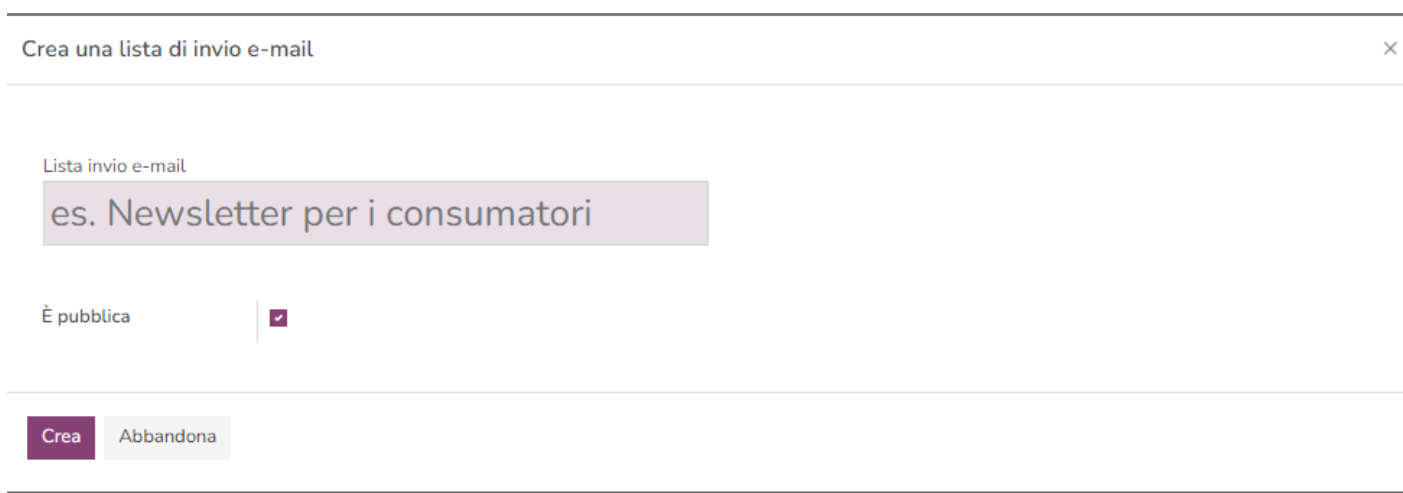 Crea una lista di invio e-mail
Lista invio e-mail
es. Newsletter per i consumatori
È pubblica
Crea Abbandona